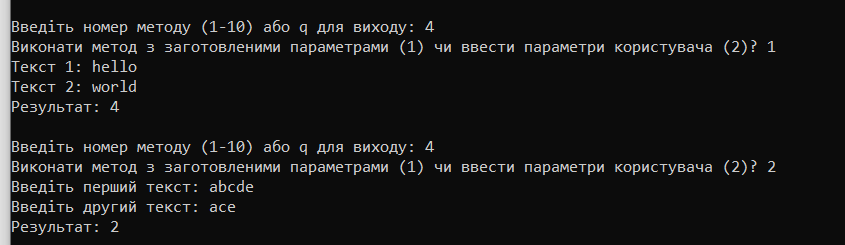 Введіть номер методу (1-10) або q для виходу: 4
Виконати метод з заготовленими параметрами (1) чи ввести параметри користувача (2)? 1
Текст 1: hello
Текст 2: world
Результат: 4
Введіть номер методу (1-10) або q для виходу: 4
Виконати метод з заготовленими параметрами (1) чи ввести параметри користувача (2)? 2
Введіть перший текст: abcde
Введіть другий текст: ace
Результат: 2